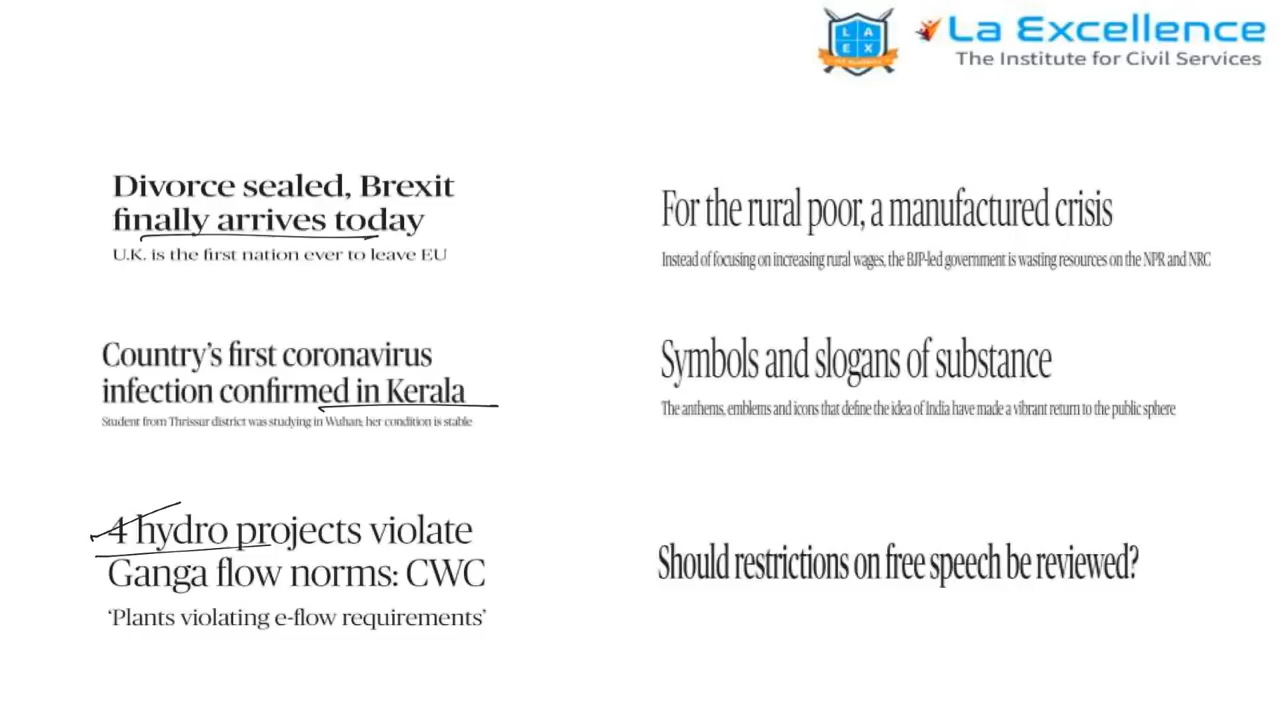 L A
E X
La Excellence
The Institute for Civil Services
Divorce sealed, Brexit
finally arrives today
U.K. is the first nation ever to leave EU
Country's first coronavirus
infection confirmed in Kerala
Student from Thrissur district was studying in Wuhan; her condition is stable
4 hydro projects violate
Ganga flow norms: CWC
'Plants violating e-flow requirements'
For the rural poor, a manufactured crisis
Instead of focusing on increasing rural wages, the BJP-led government is wasting resources on the NPR and NRC
Symbols and slogans of substance
The anthems, emblems and icons that define the idea of India have made a vibrant return to the public sphere
Should restrictions on free speech be reviewed?